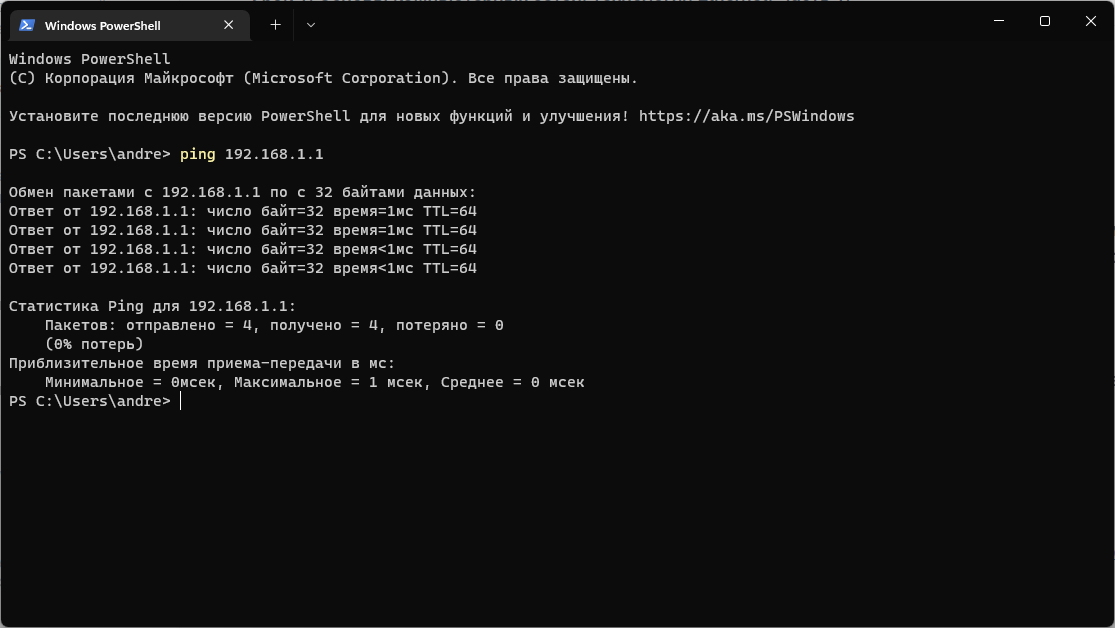 Windows PowerShell
Windows PowerShell
(C) Корпорация Майкрософт (Microsoft Corporation). Все права защищены.
Установите последнюю версию PowerShell для новых функций и улучшения! https://aka.ms/PSWindows
PS C:\Users\andre> ping 192.168.1.1
Обмен пакетами с 192.168.1.1 по с 32 байтами данных:
Ответ от 192.168.1.1: число байт=32 время=1мс TTL=64
Ответ от 192.168.1.1: число байт=32 время=1мс TTL=64
Ответ от 192.168.1.1: число байт=32 время<1мс TTL=64
Ответ от 192.168.1.1: число байт=32 время<1мс TTL=64
Статистика Ping для 192.168.1.1:
Пакетов: отправлено = 4, получено = 4, потеряно = 0
(0% потерь)
Приблизительное время приема-передачи в мс:
Минимальное = 0мсек, Максимальное = 1 мсек, Среднее = 0 мсек
PS C:\Users\andre>